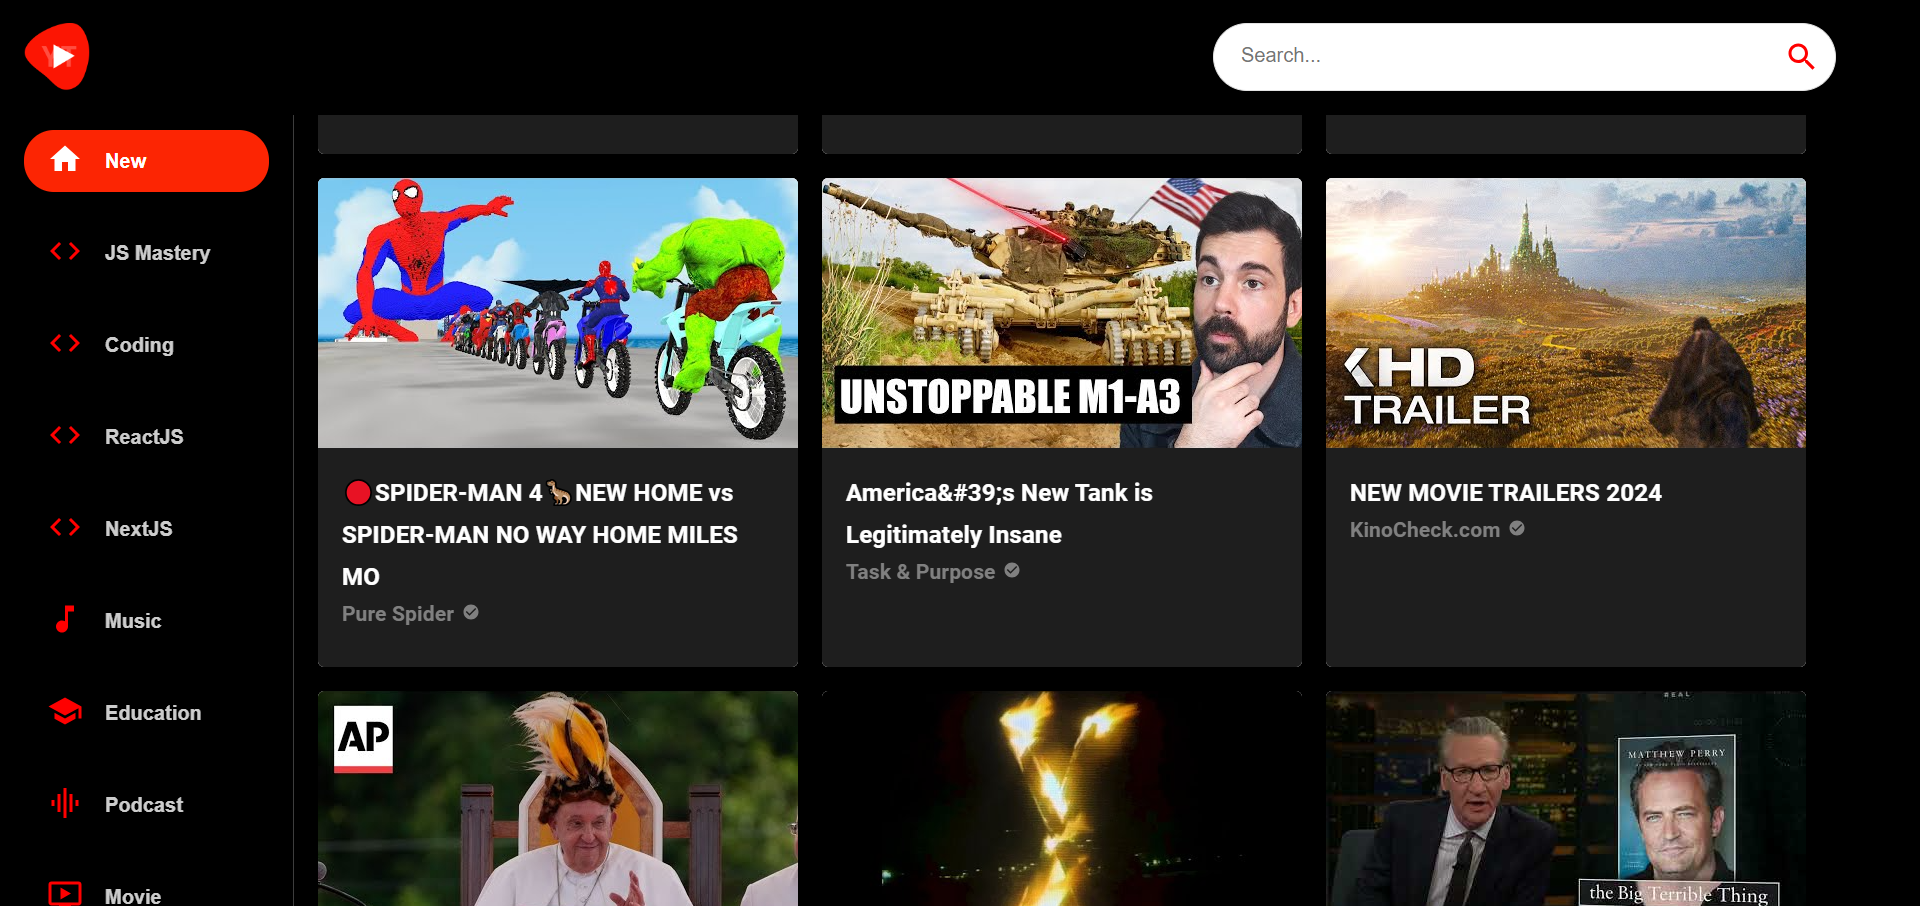 YT
Search...
New
JS Mastery
Coding
ReactJS
NextJS
Music
Education
Podcast
Movie
UNSTOPPABLE M1-A3
KHD
TRAILER
🔴SPIDER-MAN 4🦖NEW HOME vs
SPIDER-MAN NO WAY HOME MILES
MO
Pure Spider
America&#39;s New Tank is
Legitimately Insane
Task & Purpose
NEW MOVIE TRAILERS 2024
KinoCheck.com
AP
REAL
MATTHEW PERRY
the Big Terrible Thing